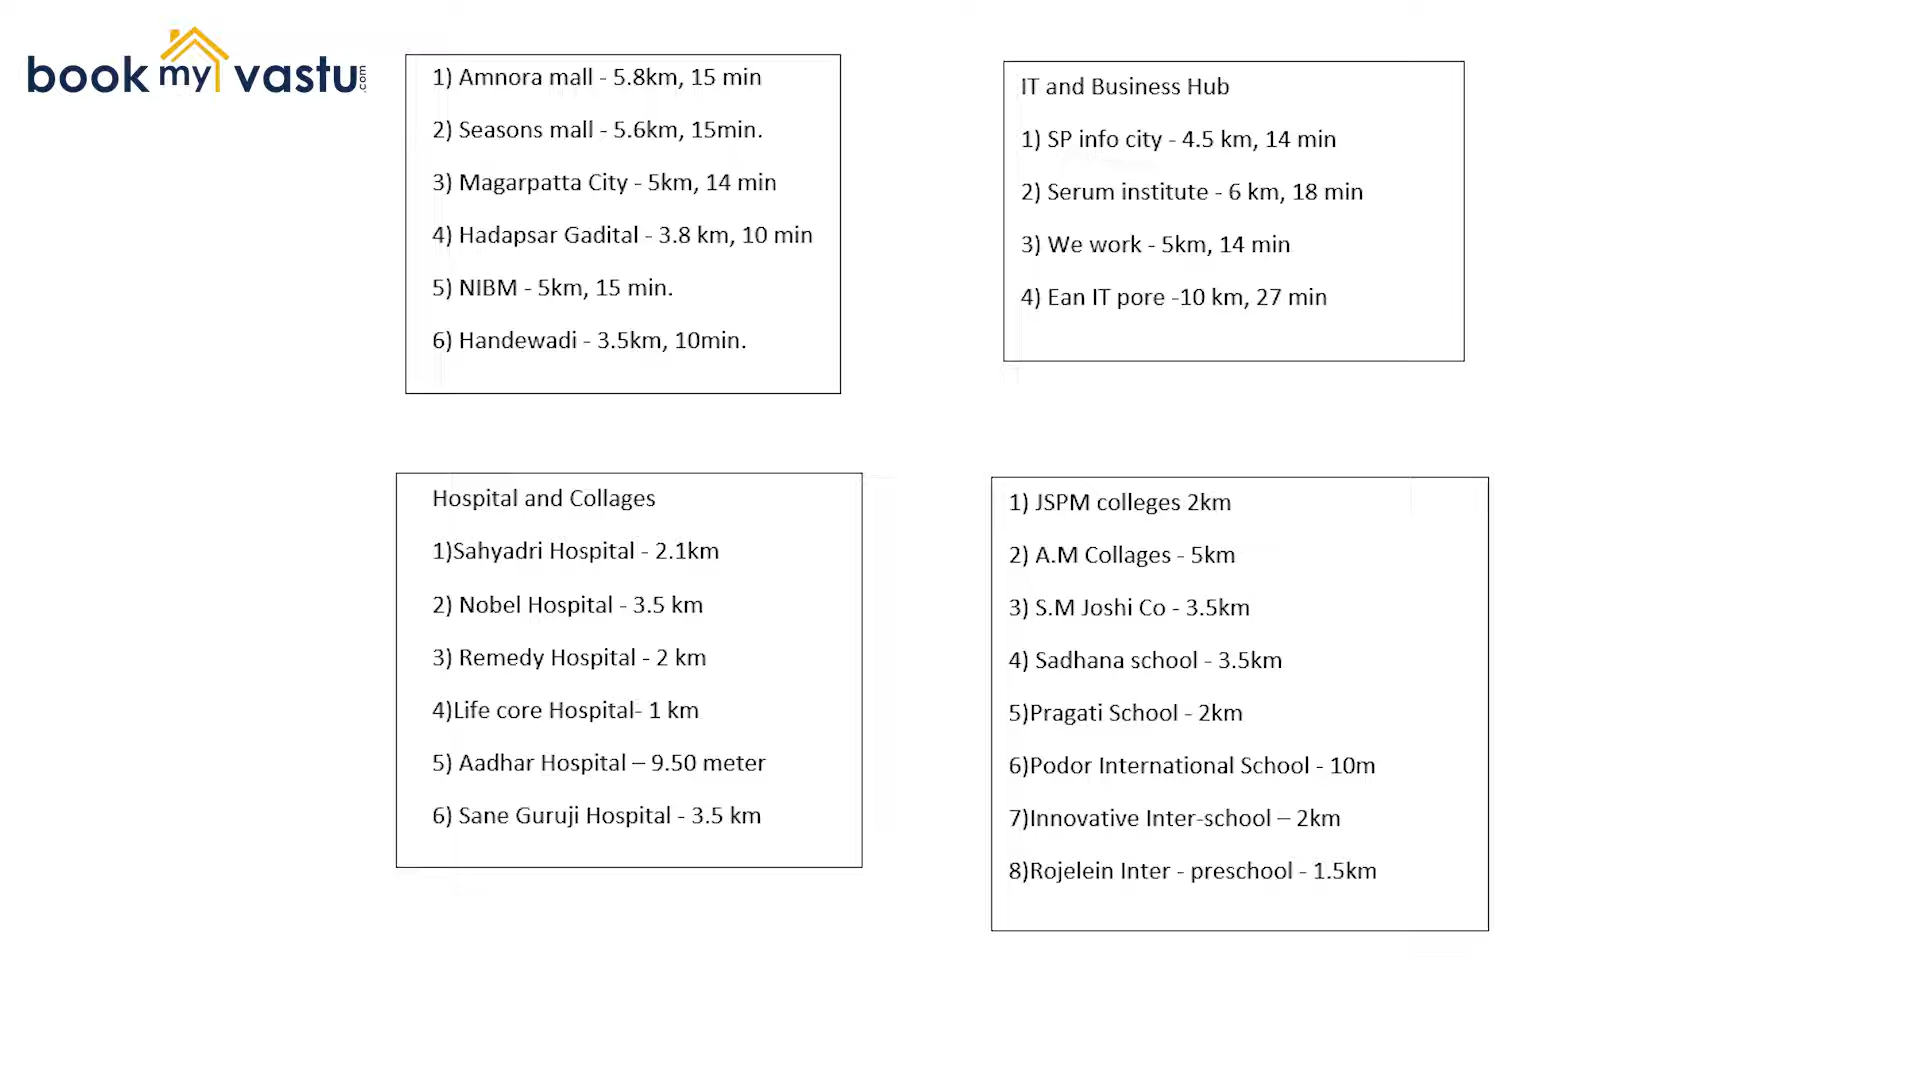 book my vastu.com
1) Amnora mall - 5.8km, 15 min
2) Seasons mall - 5.6km, 15min.
3) Magarpatta City - 5km, 14 min
4) Hadapsar Gadital - 3.8 km, 10 min
5) NIBM - 5km, 15 min.
6) Handewadi - 3.5km, 10min.
IT and Business Hub
1) SP info city - 4.5 km, 14 min
2) Serum institute - 6 km, 18 min
3) We work - 5km, 14 min
4) Ean IT pore -10 km, 27 min
Hospital and Collages
1)Sahyadri Hospital - 2.1km
2) Nobel Hospital - 3.5 km
3) Remedy Hospital - 2 km
4)Life core Hospital- 1 km
5) Aadhar Hospital – 9.50 meter
6) Sane Guruji Hospital - 3.5 km
1) JSPM colleges 2km
2) A.M Collages - 5km
3) S.M Joshi Co - 3.5km
4) Sadhana school - 3.5km
5)Pragati School - 2km
6)Podor International School - 10m
7)Innovative Inter-school – 2km
8)Rojelein Inter - preschool - 1.5km